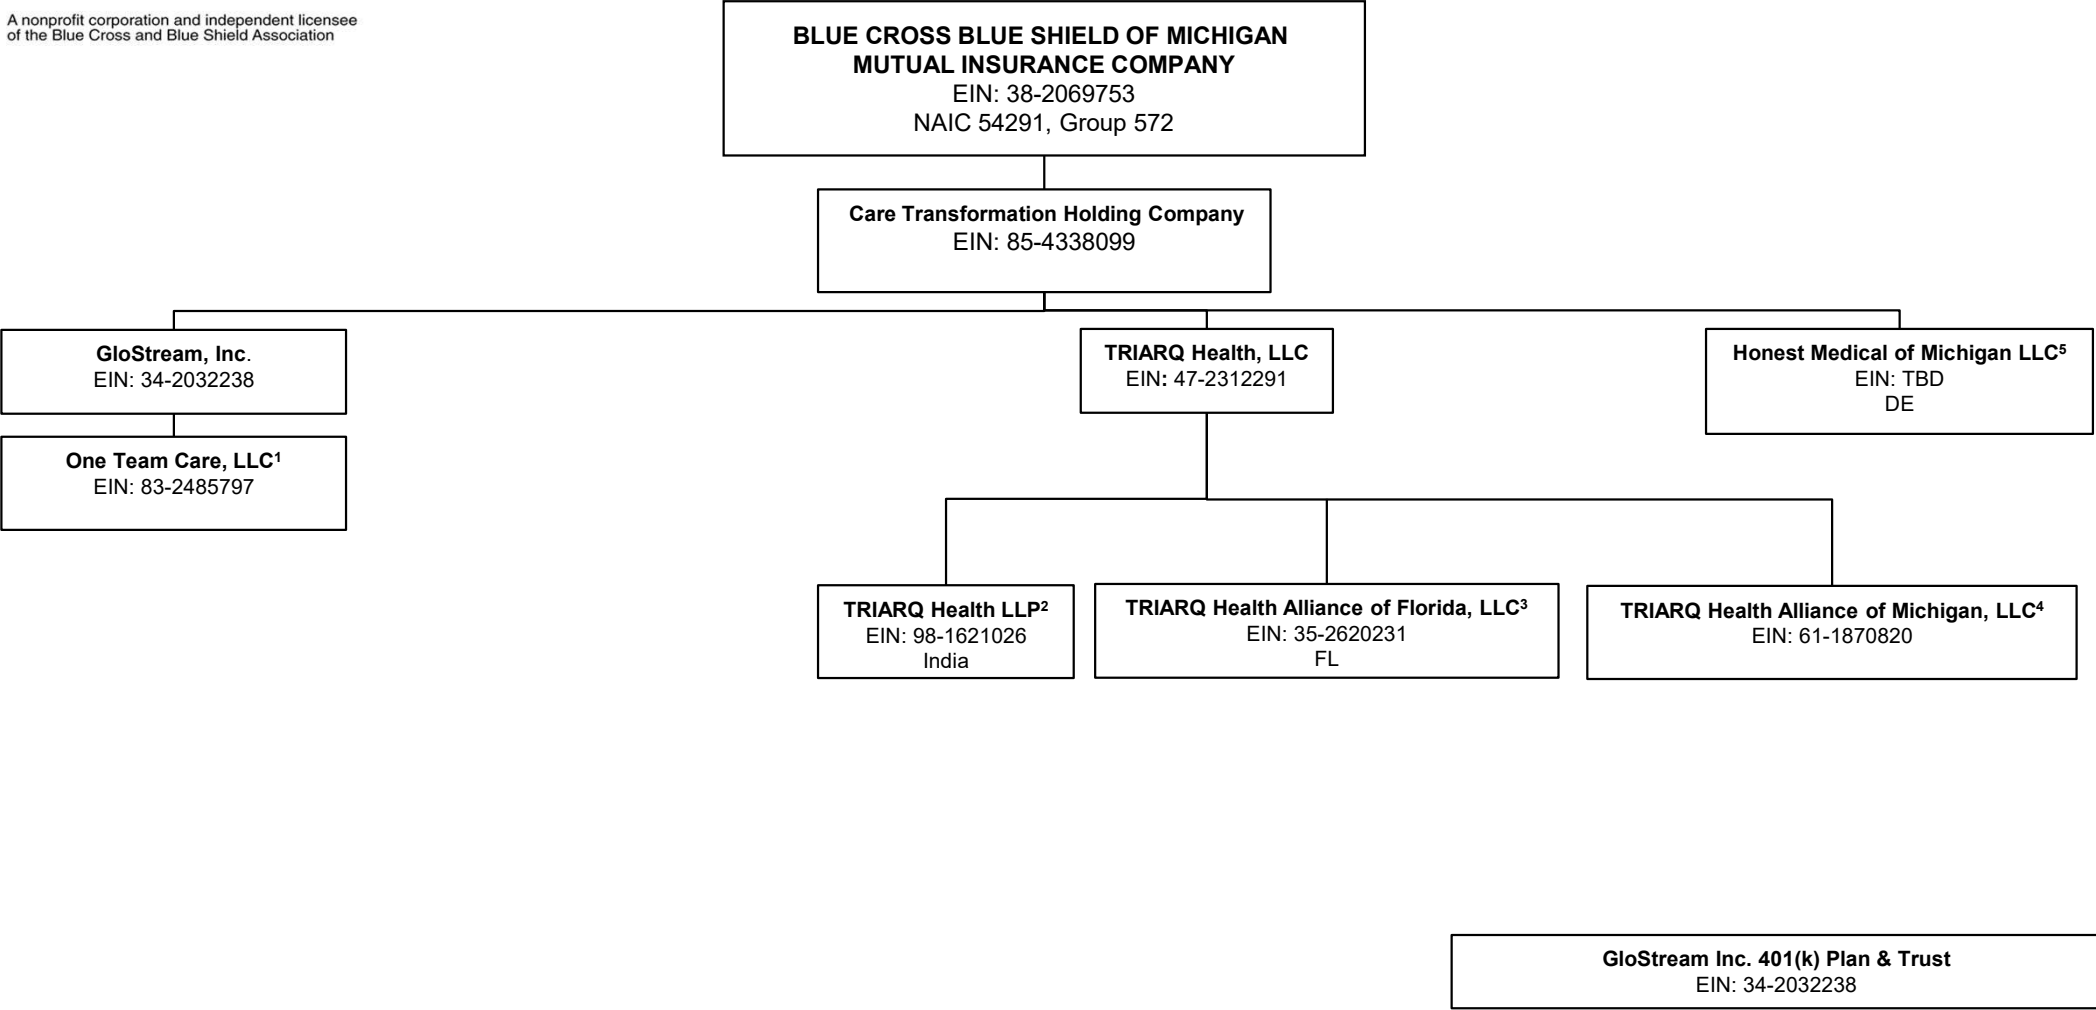 A nonprofit corporation and independent licensee
of the Blue Cross and Blue Shield Association
BLUE CROSS BLUE SHIELD OF MICHIGAN
MUTUAL INSURANCE COMPANY
EIN: 38-2069753
NAIC 54291, Group 572
Care Transformation Holding Company
EIN: 85-4338099
GloStream, Inc.
EIN: 34-2032238
TRIARQ Health, LLC
EIN: 47-2312291
Honest Medical of Michigan LLC⁵
EIN: TBD
DE
One Team Care, LLC¹
EIN: 83-2485797
TRIARQ Health LLP²
EIN: 98-1621026
India
TRIARQ Health Alliance of Florida, LLC³
EIN: 35-2620231
FL
TRIARQ Health Alliance of Michigan, LLC⁴
EIN: 61-1870820
GloStream Inc. 401(k) Plan & Trust
EIN: 34-2032238